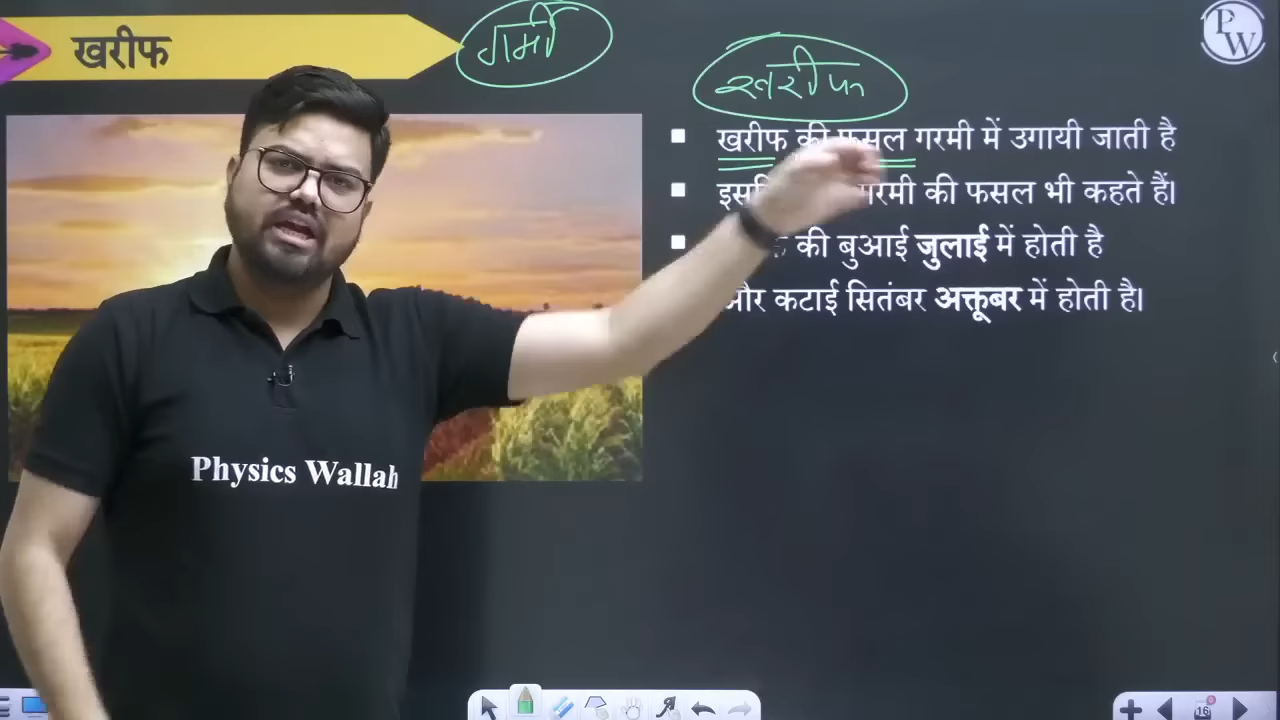 खरीफ
गर्मी
खरीफ
PW
खरीफ की फसल गरमी में उगायी जाती है
गरमी की फसल भी कहते हैं।
की बुआई जुलाई में होती है
और कटाई सितंबर अक्तूबर में होती है।
Physics Wallah
16